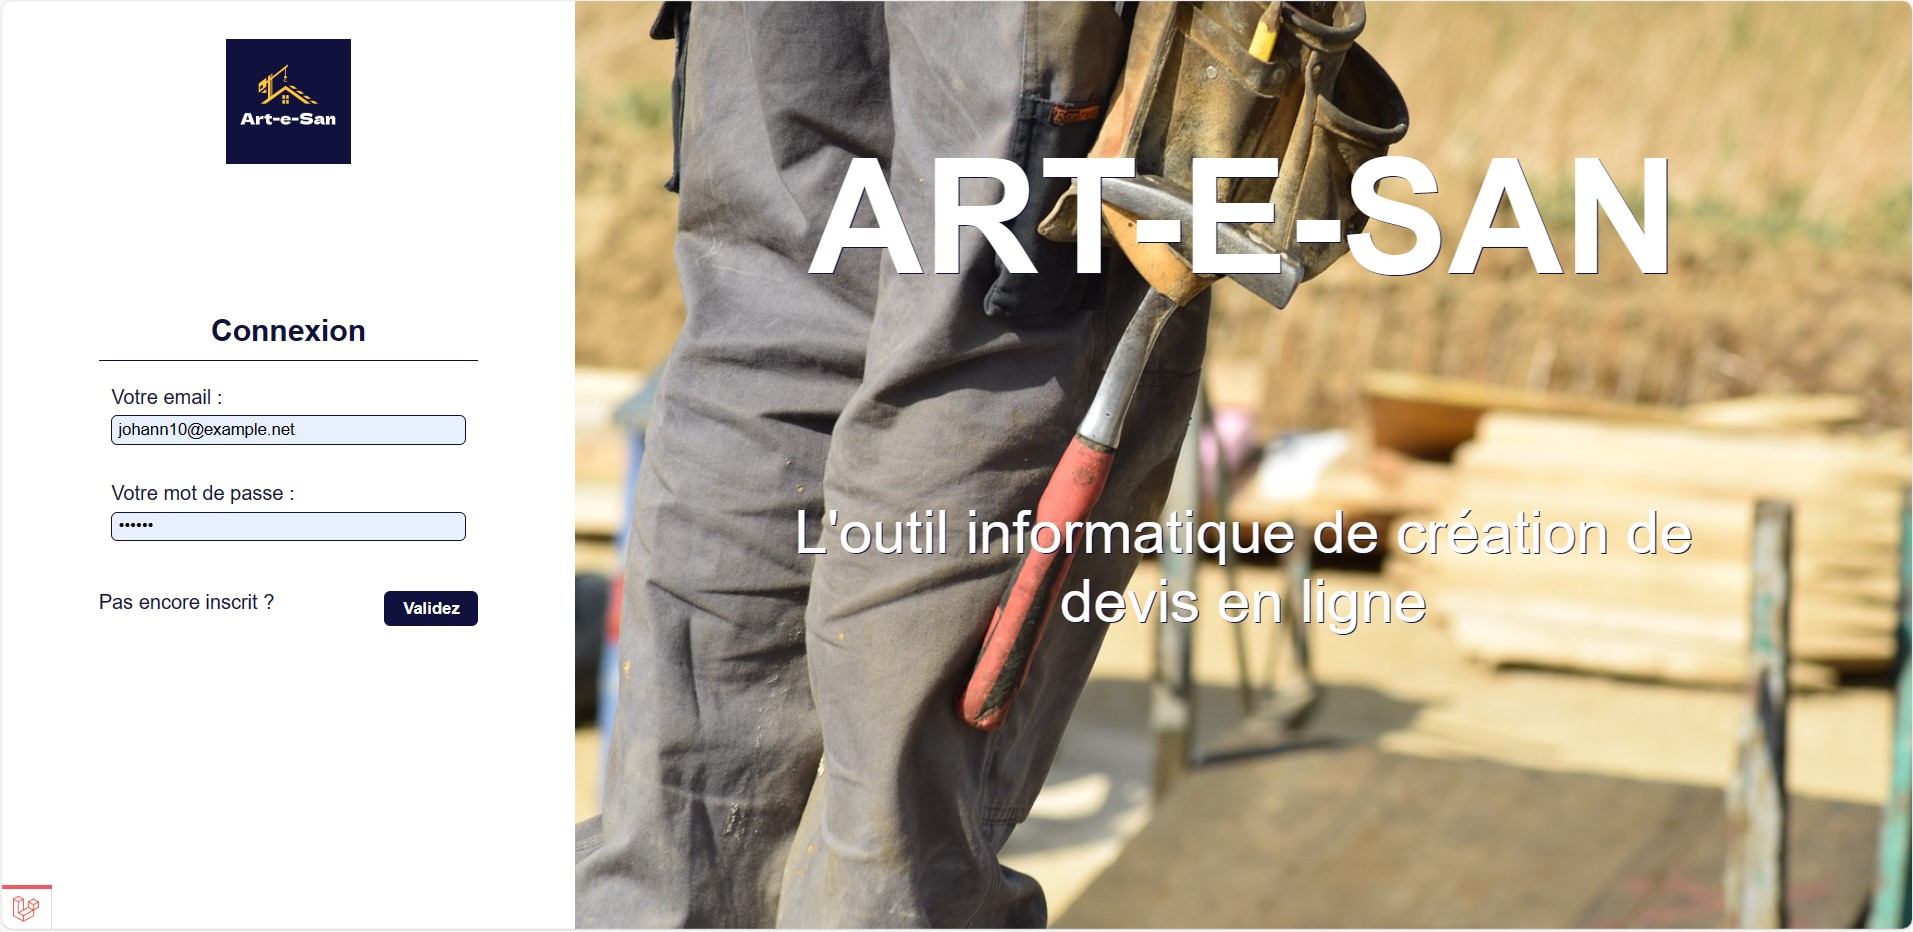 Art-e-San
Connexion
Votre email :
johann10@example.net
Votre mot de passe :
••••••
Pas encore inscrit ?
Validez
ART-E-SAN
L'outil informatique de création de
devis en ligne